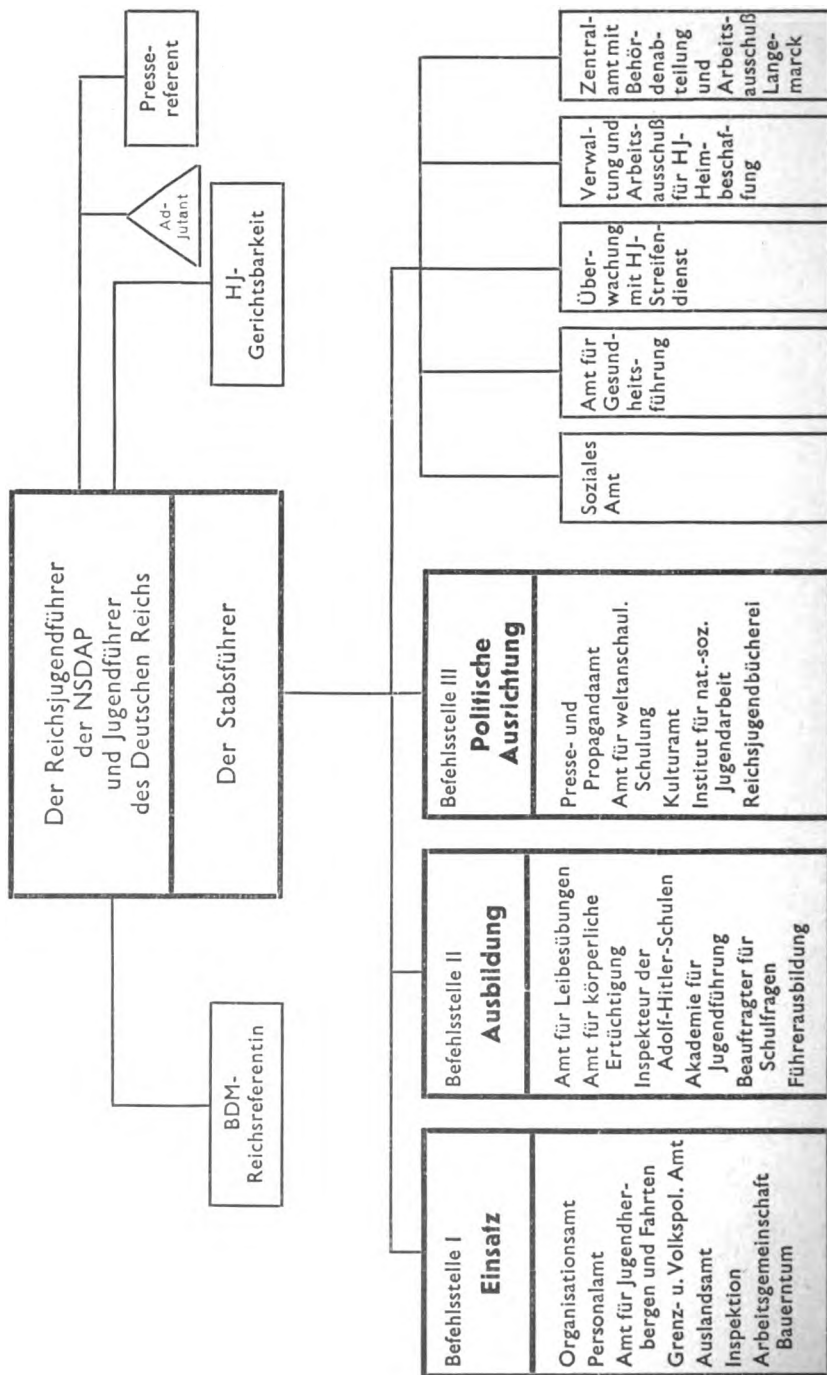 Der Reichsjugendführer
der NSDAP
und Jugendführer
des Deutschen Reichs
Der Stabsführer
BDM-
Reichsreferentin
HJ-
Gerichtsbarkeit
Ad-
jutant
Presse-
referent
Befehlsstelle I
Einsatz
Organisationsamt
Personalamt
Amt für Jugendher-
bergen und Fahrten
Grenz- u. Volkspol. Amt
Auslandsamt
Inspektion
Arbeitsgemeinschaft
Bauerntum
Befehlsstelle II
Ausbildung
Amt für Leibesübungen
Amt für körperliche
Ertüchtigung
Inspekteur der
Adolf-Hitler-Schulen
Akademie für
Jugendführung
Beauftragter für
Schulfragen
Führerausbildung
Befehlsstelle III
Politische
Ausrichtung
Presse- und
Propagandaamt
Amt für weltanschaul.
Schulung
Kulturamt
Institut für nat.-soz.
Jugendarbeit
Reichsjugendbücherei
Soziales
Amt
Amt für
Gesund-
heits-
führung
Über-
wachung
mit HJ-
Streifen-
dienst
Verwal-
tung und
Arbeits-
ausschuß
für HJ-
Heim-
beschaf-
fung
Zentral-
amt mit
Behör-
denab-
teilung
und
Arbeits-
ausschuß
Lange-
marck